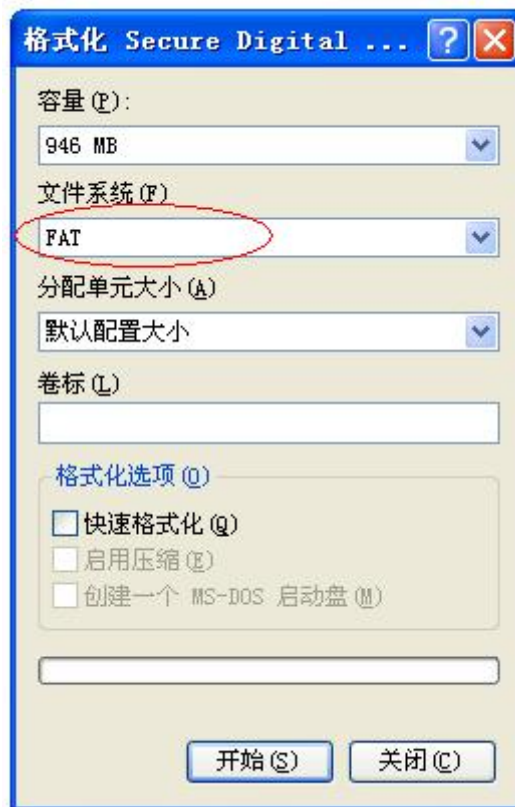 格式化 Secure Digital ...
容量(P):
946 MB
文件系统(F)
FAT
分配单元大小(A)
默认配置大小
卷标(L)
格式化选项(O)
快速格式化(Q)
启用压缩(E)
创建一个 MS-DOS 启动盘(M)
开始(S)
关闭(C)